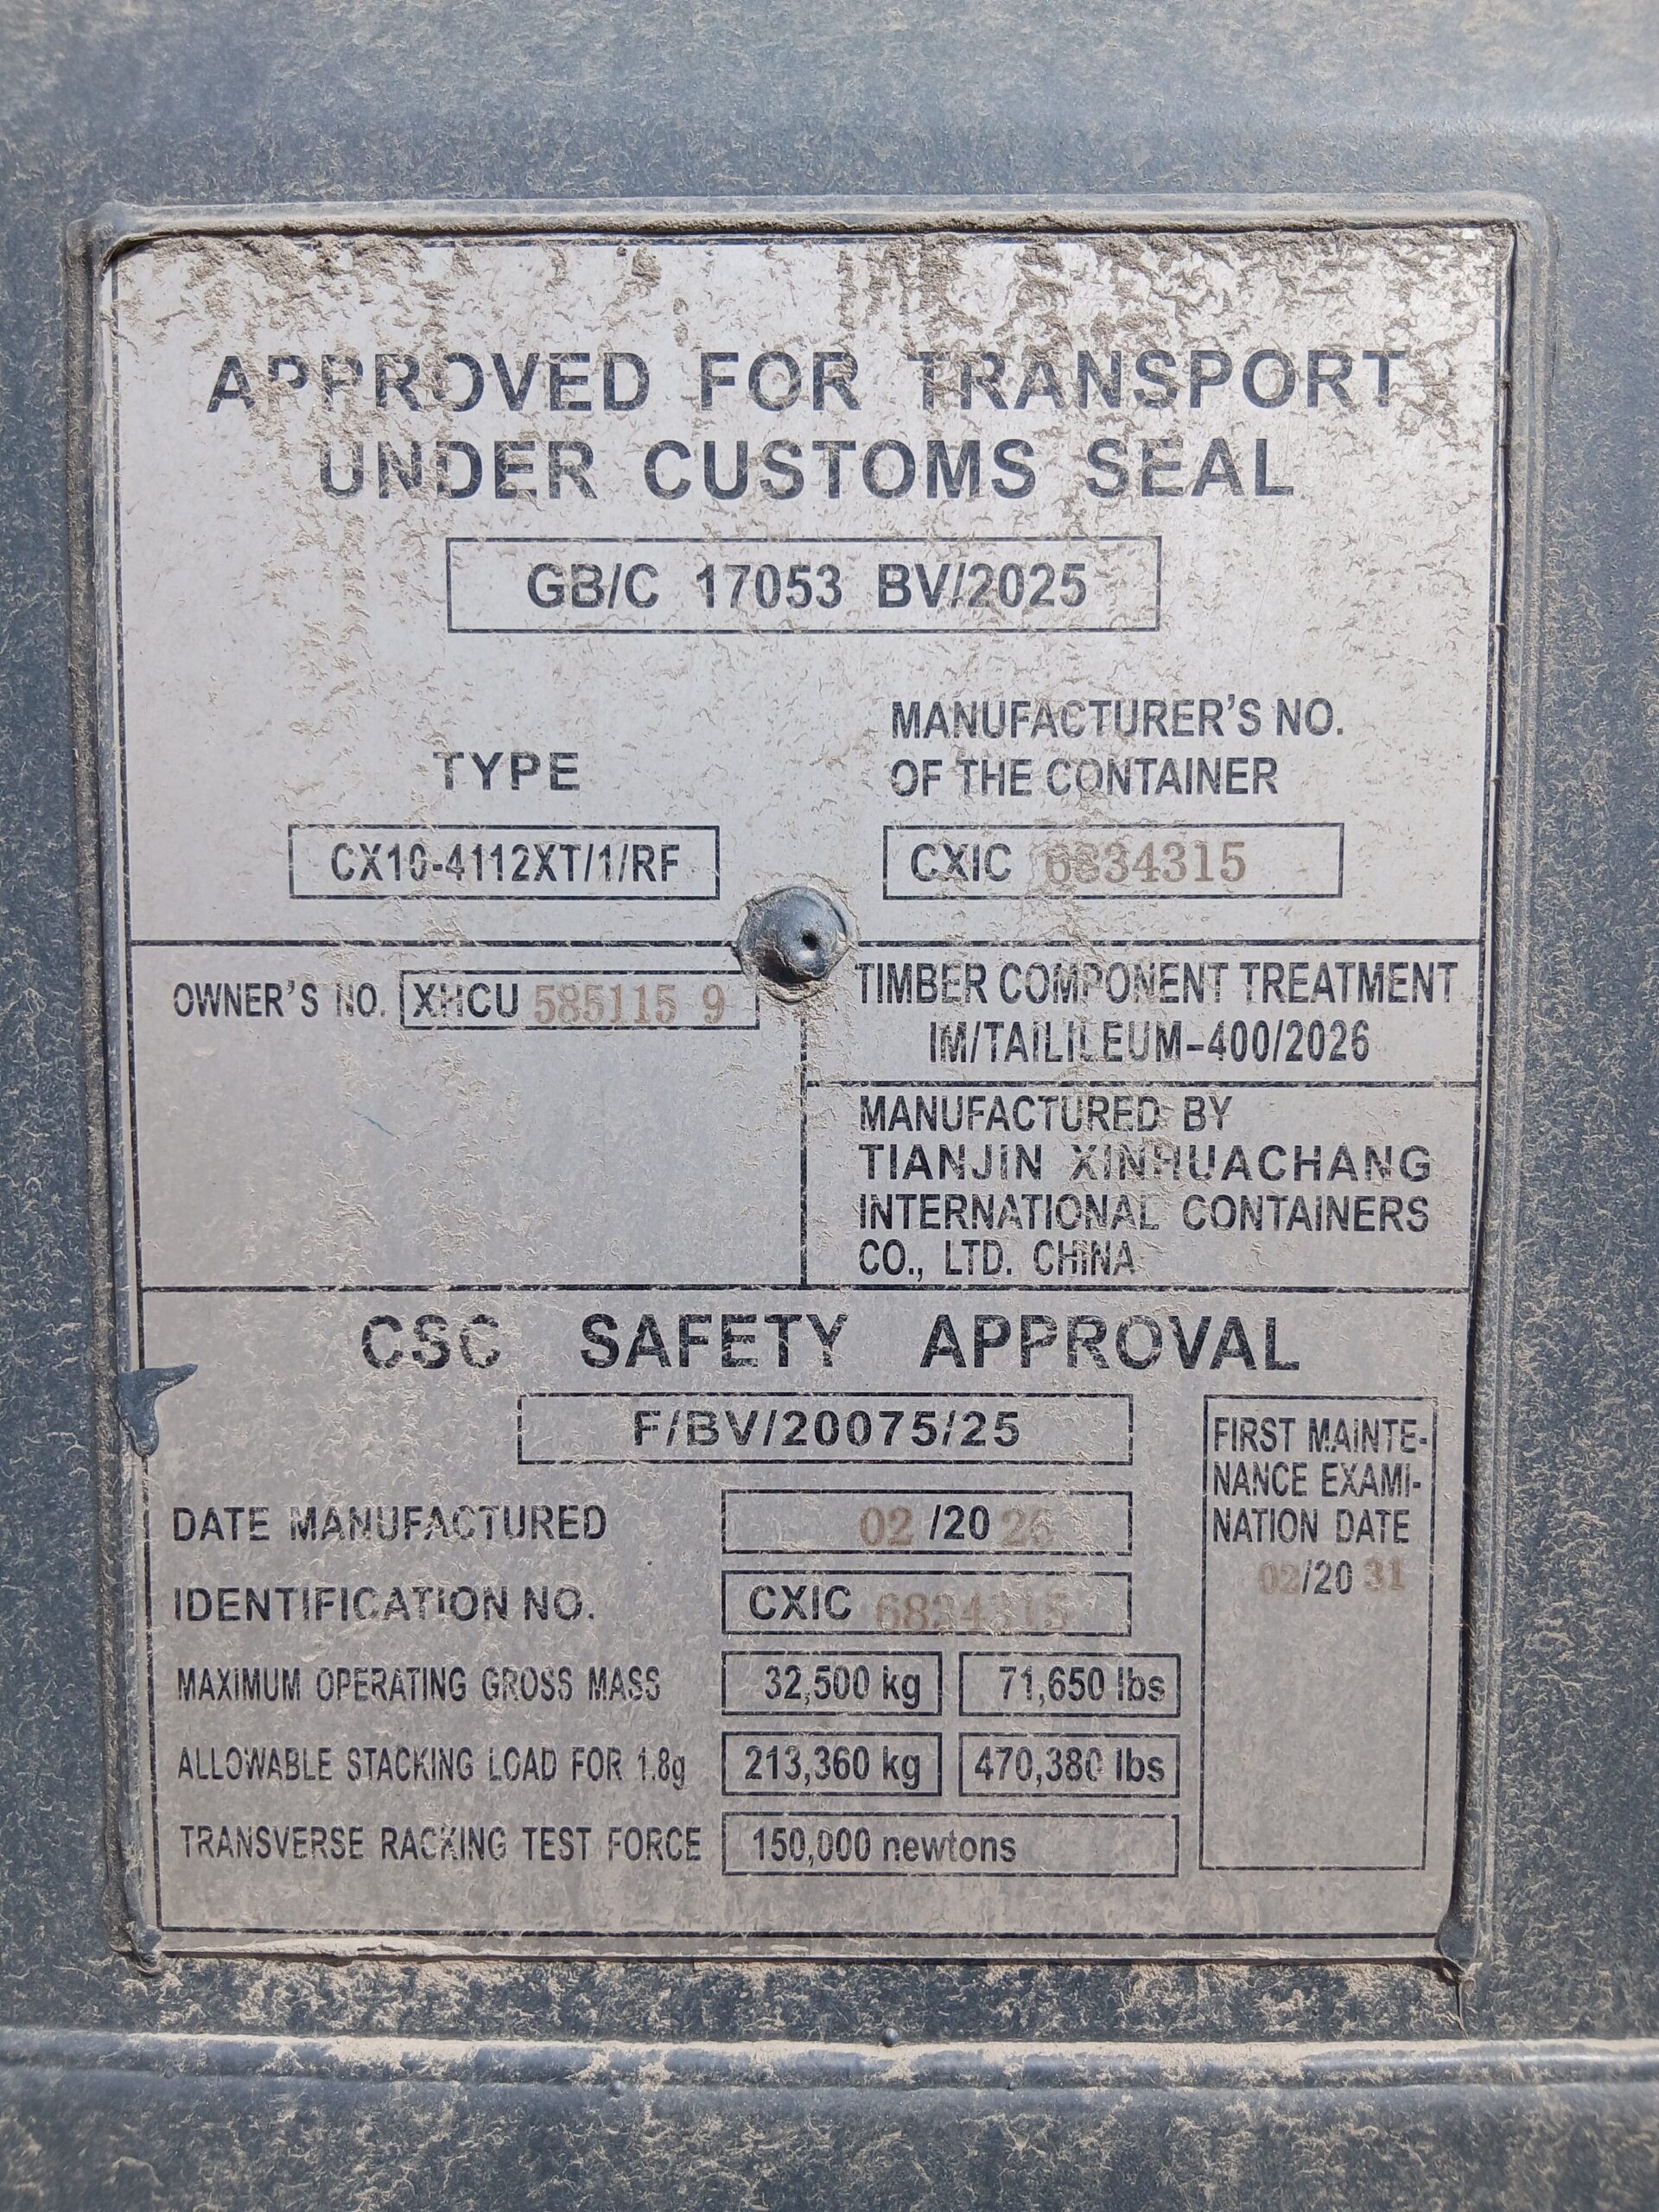 APPROVED FOR TRANSPORT
UNDER CUSTOMS SEAL
GB/C 17053 BV/2025
TYPE
CX10-4112XT/1/RF
MANUFACTURER'S NO.
OF THE CONTAINER
CXIC 6834315
OWNER'S NO. XHCU 585115 9
TIMBER COMPONENT TREATMENT
IM/TAILILEUM-400/2026
MANUFACTURED BY
TIANJIN XINHUACHANG
INTERNATIONAL CONTAINERS
CO., LTD. CHINA
CSC SAFETY APPROVAL
F/BV/20075/25
DATE MANUFACTURED 02/2026
IDENTIFICATION NO. CXIC 6834315
MAXIMUM OPERATING GROSS MASS 32,500 kg 71,650 lbs
ALLOWABLE STACKING LOAD FOR 1.8g 213,360 kg 470,380 lbs
TRANSVERSE RACKING TEST FORCE 150,000 newtons
FIRST MAINTE-
NANCE EXAMI-
NATION DATE
02/2031